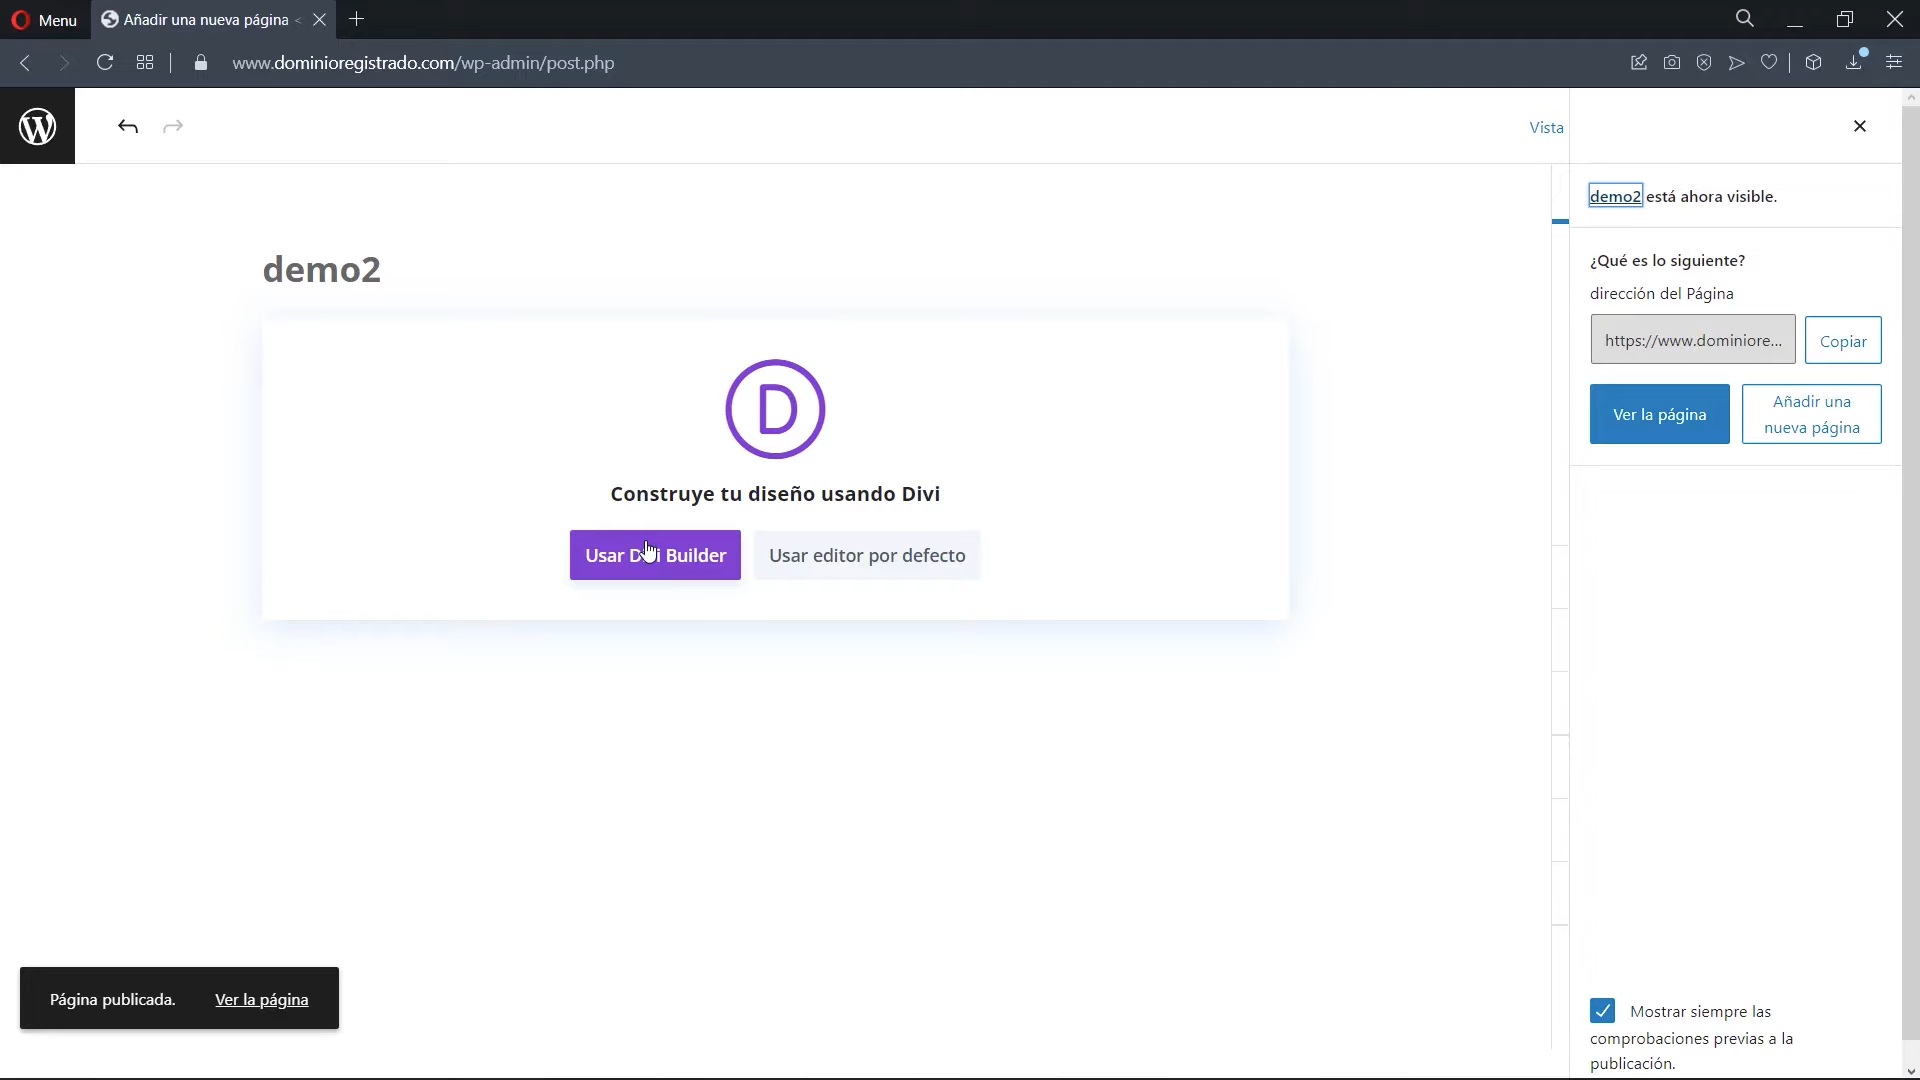 Menu
Añadir una nueva página <
www.dominioregistrado.com/wp-admin/post.php
Vista
demo2 está ahora visible.
demo2
¿Qué es lo siguiente?
dirección del Página
https://www.dominiore...
Copiar
Ver la página
Añadir una
nueva página
Construye tu diseño usando Divi
Usar Divi Builder
Usar editor por defecto
Página publicada.
Ver la página
Mostrar siempre las
comprobaciones previas a la
publicación.